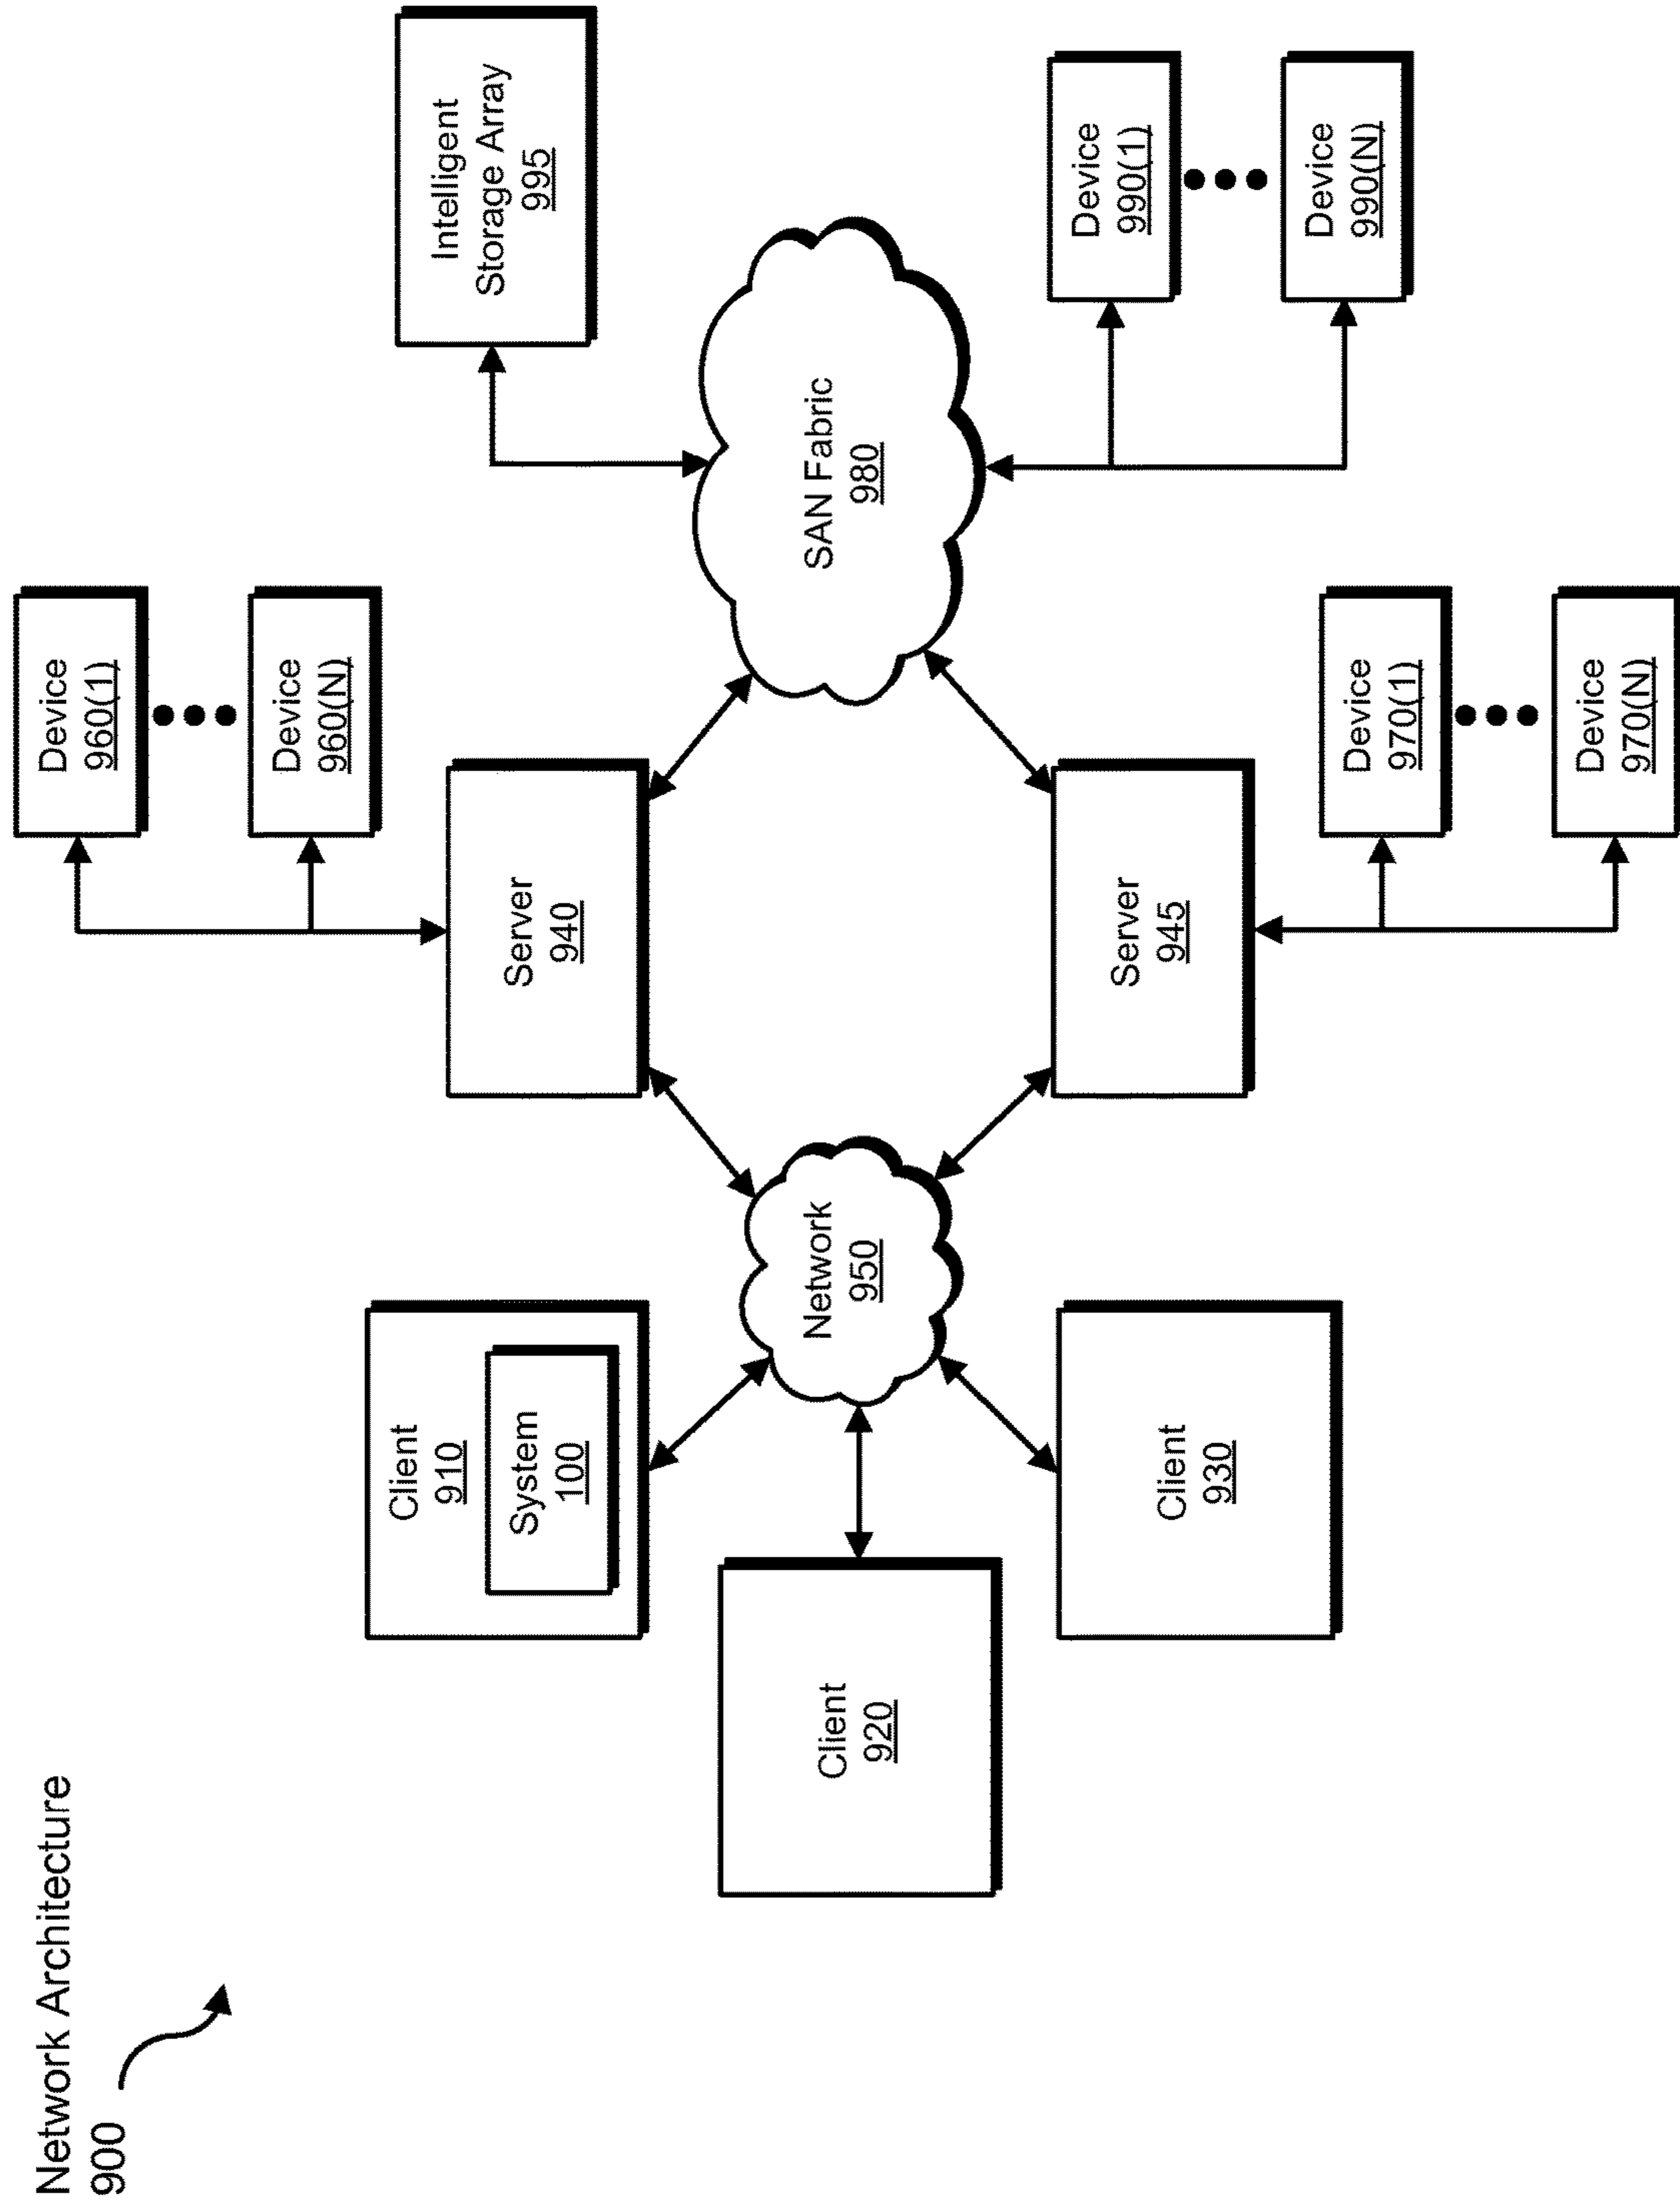 Network Architecture
900
Device
960(1)
Device
960(N)
Intelligent
Storage Array
995
Client
910
System
100
Server
940
Client
920
Network
950
SAN Fabric
980
Client
930
Server
945
Device
990(1)
Device
990(N)
Device
970(1)
Device
970(N)